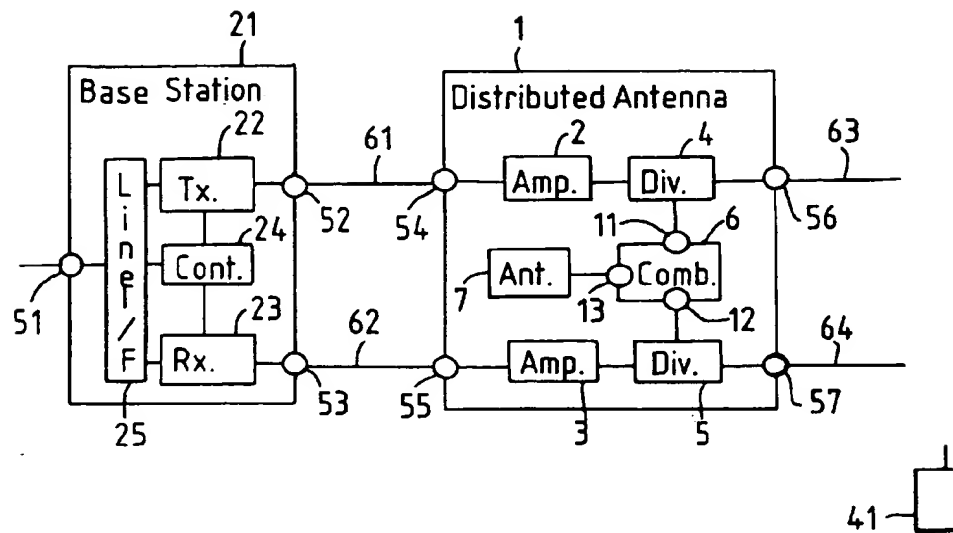 21
1
Base Station
Distributed Antenna
22
61
2
4
63
Tx.
Amp.
Div.
52
54
56
24
11
6
Line I/F
Cont.
Ant.
Comb.
51
7
13
12
23
62
64
Rx.
Amp.
Div.
25
53
55
3
5
57
41